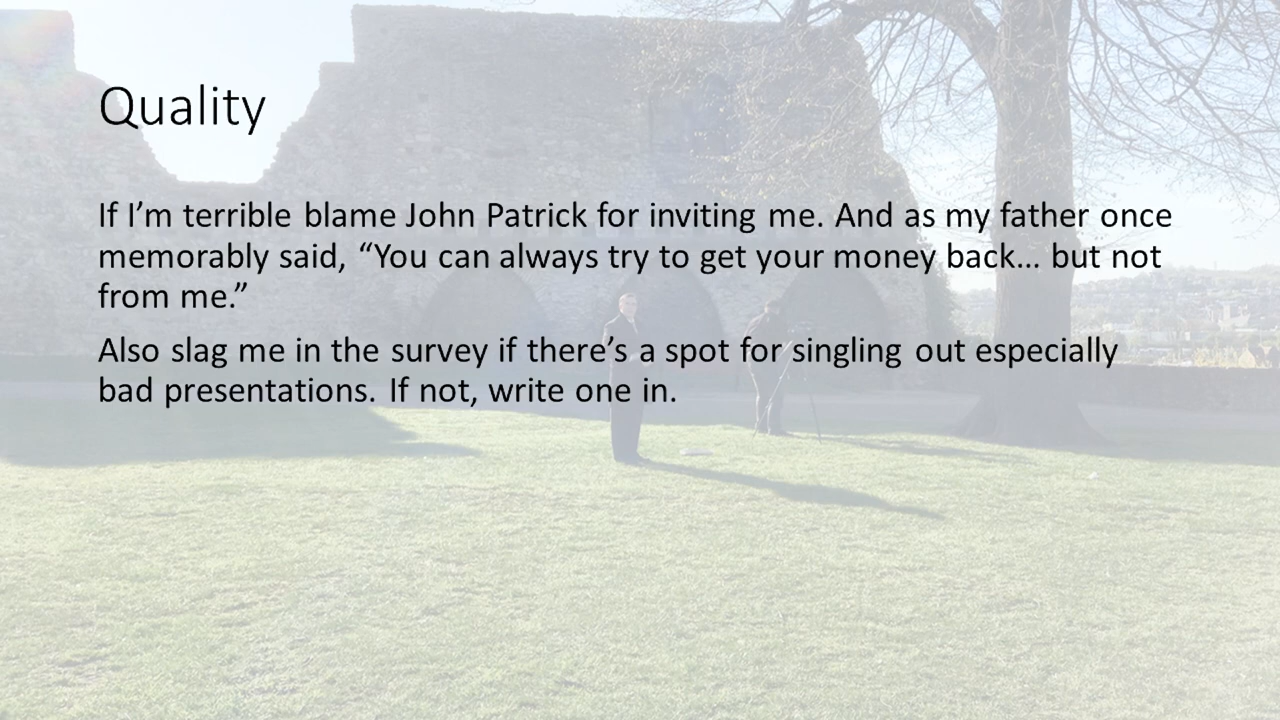 Quality
If I’m terrible blame John Patrick for inviting me. And as my father once
memorably said, “You can always try to get your money back… but not
from me.”
Also slag me in the survey if there’s a spot for singling out especially
bad presentations. If not, write one in.